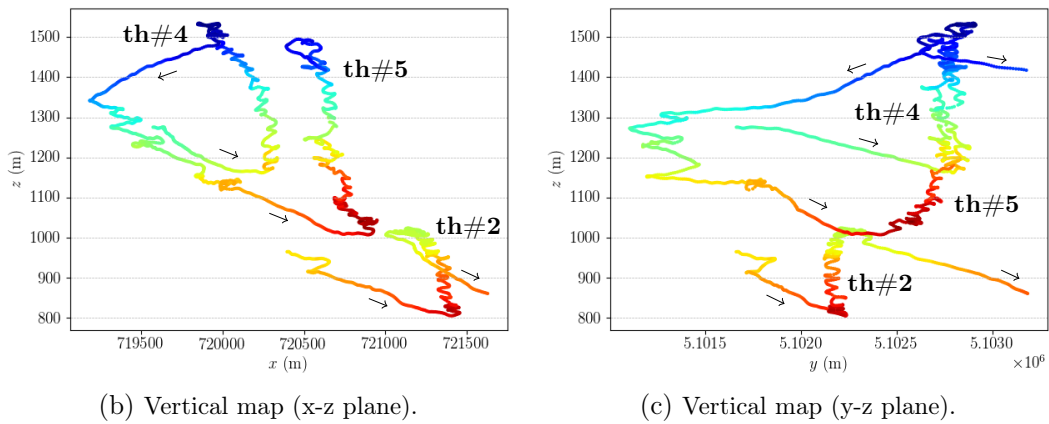 1500
1400
1300
1200
1100
1000
900
800
z (m)
th#4
th#5
th#2
719500 720000 720500 721000 721500
x (m)
(b) Vertical map (x-z plane).
1500
1400
1300
1200
1100
1000
900
800
z (m)
th#4
th#5
th#2
5.1015 5.1020 5.1025 5.1030
y (m)
×10⁶
(c) Vertical map (y-z plane).